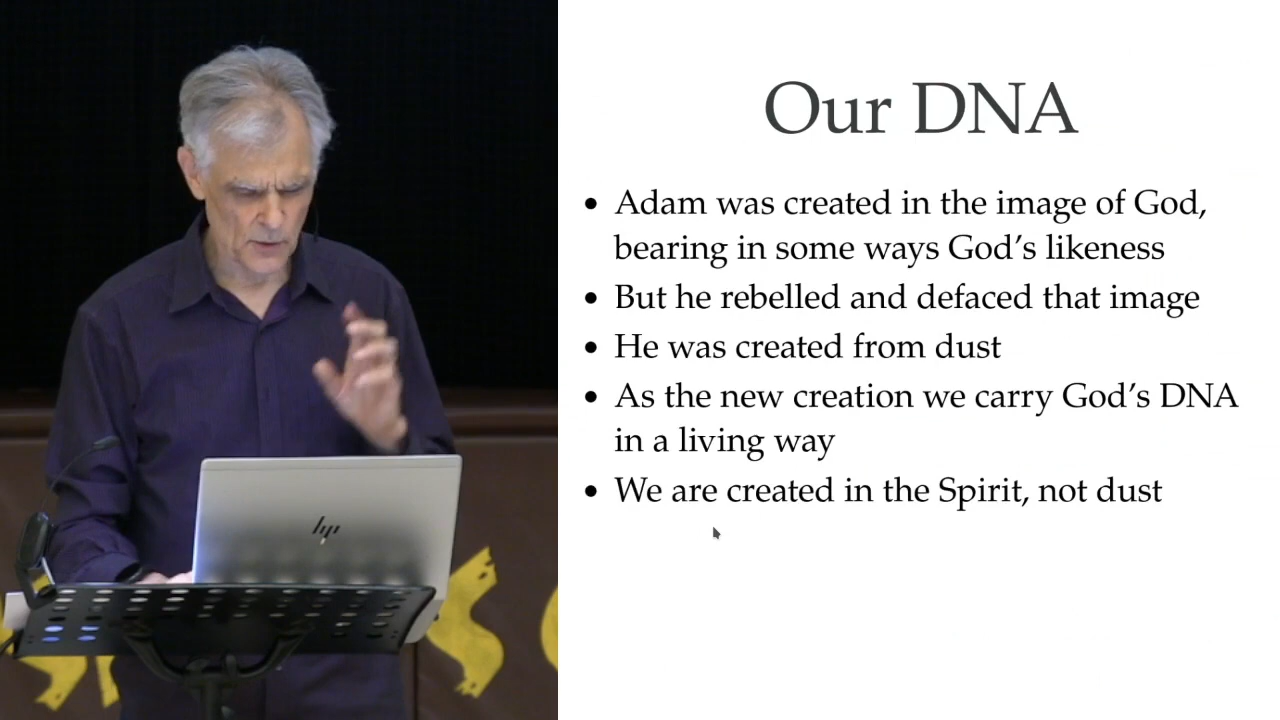 Our DNA
• Adam was created in the image of God,
bearing in some ways God’s likeness
• But he rebelled and defaced that image
• He was created from dust
• As the new creation we carry God’s DNA
in a living way
• We are created in the Spirit, not dust
hp